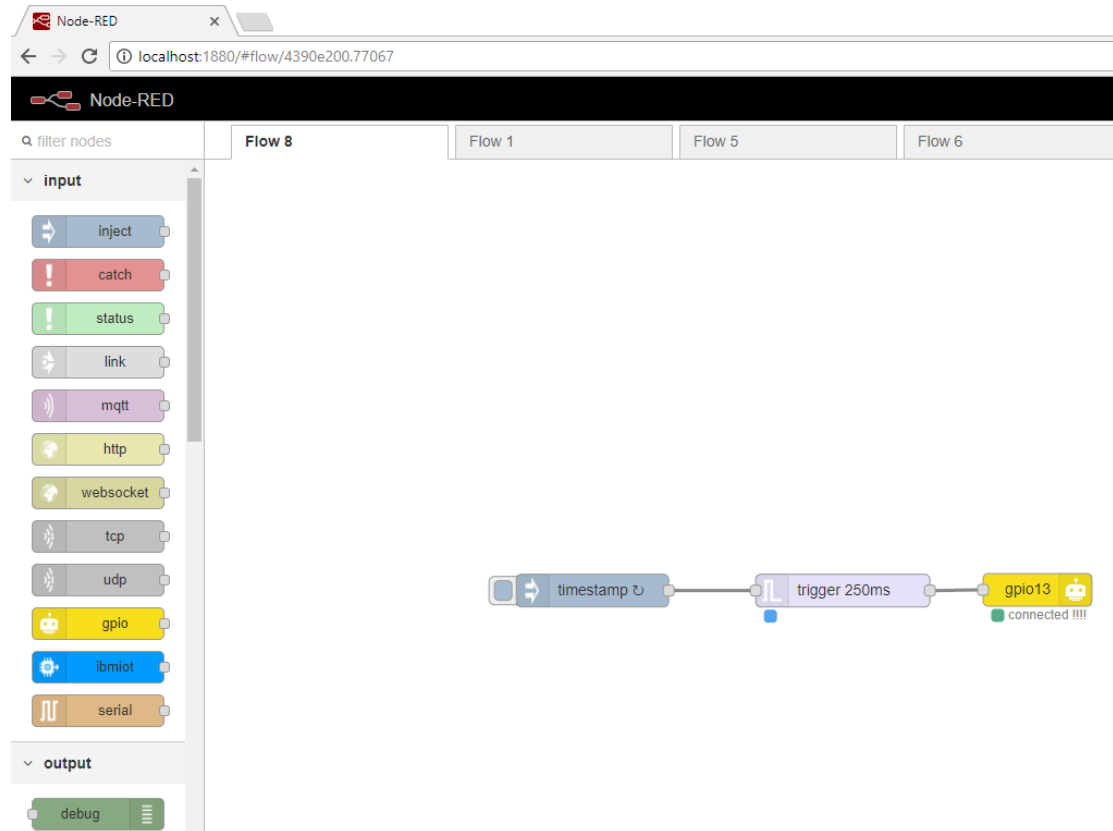 Node-RED
localhost:1880/#flow/4390e200.77067
Node-RED
filter nodes
Flow 8
Flow 1
Flow 5
Flow 6
input
inject
catch
status
link
mqtt
http
websocket
tcp
udp
gpio
ibmiot
serial
output
debug
timestamp ↻
trigger 250ms
gpio13
connected !!!!